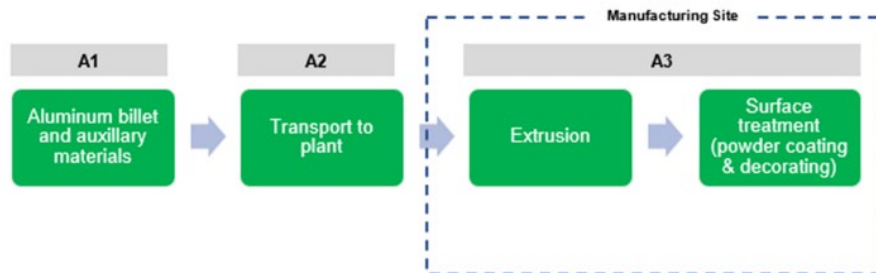 Manufacturing Site
A1
A2
A3
Aluminum billet
and auxillary
materials
Transport to
plant
Extrusion
Surface
treatment
(powder coating
& decorating)